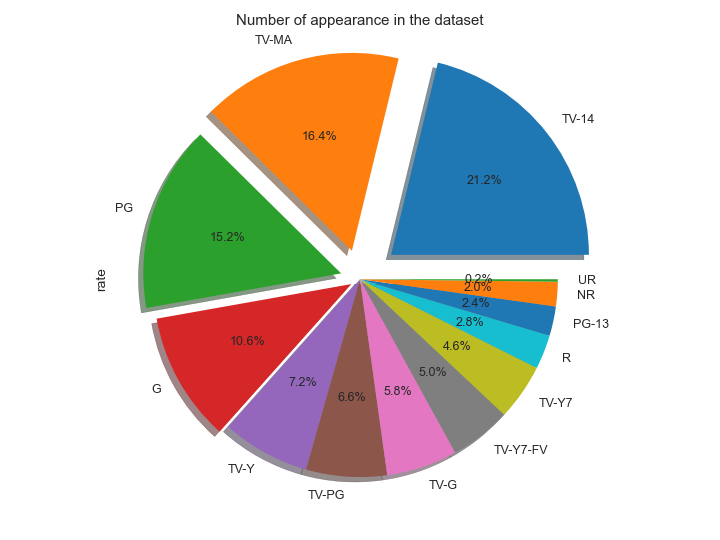 Number of appearance in the dataset
TV-MA
TV-14
16.4%
21.2%
PG
15.2%
rate
0.2%
UR
2.0%
NR
2.4%
PG-13
2.8%
R
10.6%
4.6%
5.0%
7.2%
5.8%
6.6%
G
TV-Y7
TV-Y7-FV
TV-Y
TV-G
TV-PG